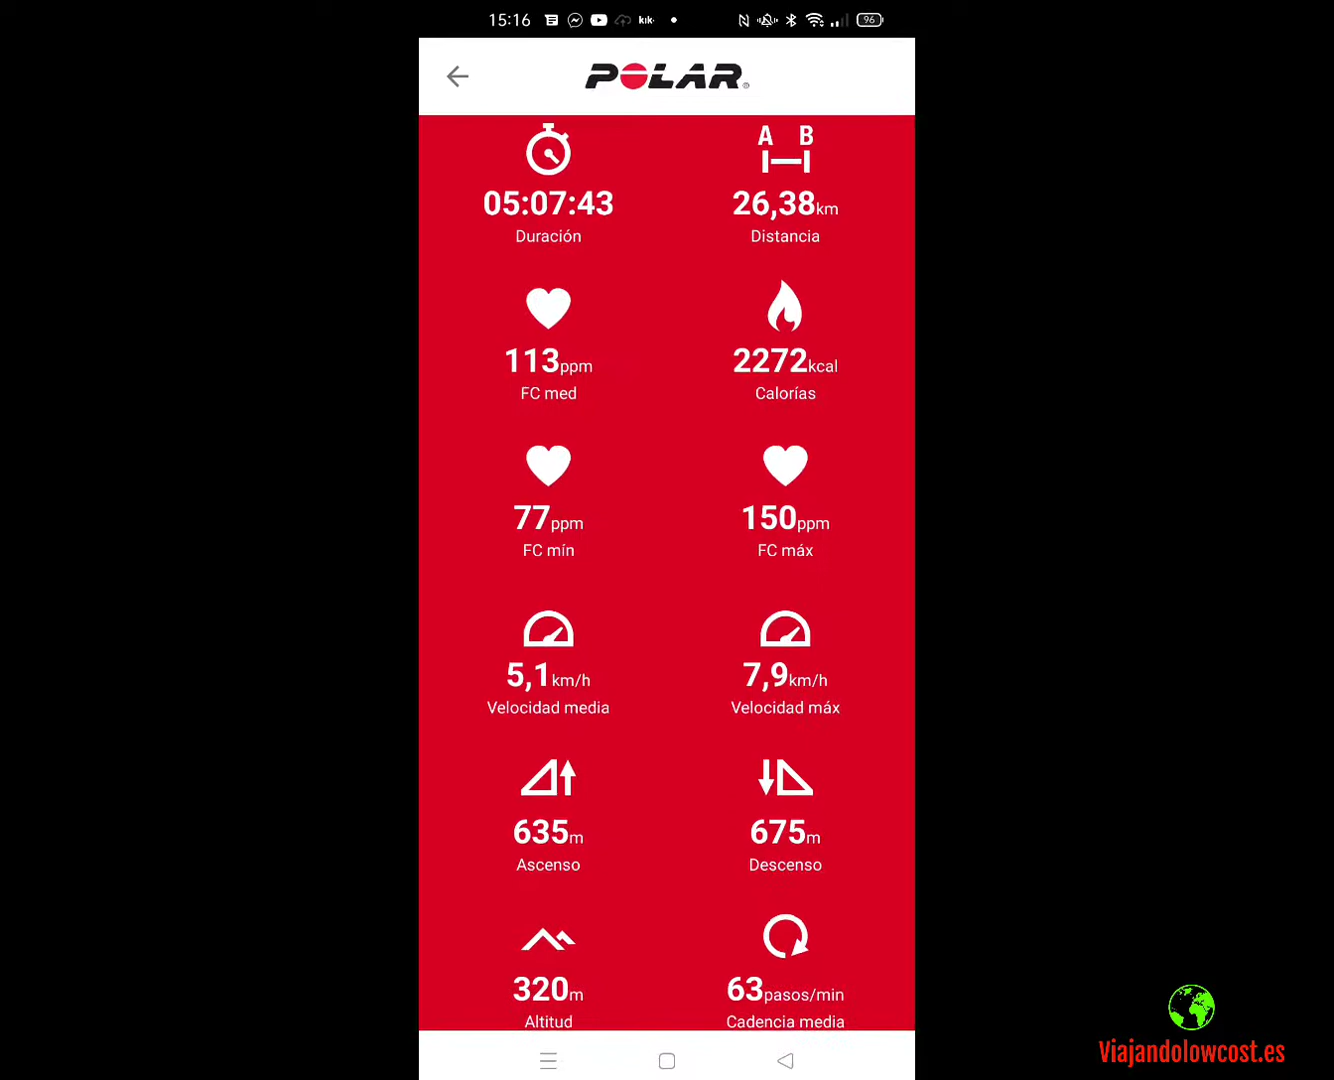 15:16 kik 96
POLAR®
A B
05:07:43 26,38km
Duración Distancia
113ppm 2272kcal
FC med Calorías
77ppm 150ppm
FC mín FC máx
5,1km/h 7,9km/h
Velocidad media Velocidad máx
635m 675m
Ascenso Descenso
320m 63pasos/min
Altitud Cadencia media
Viajandolowcost.es